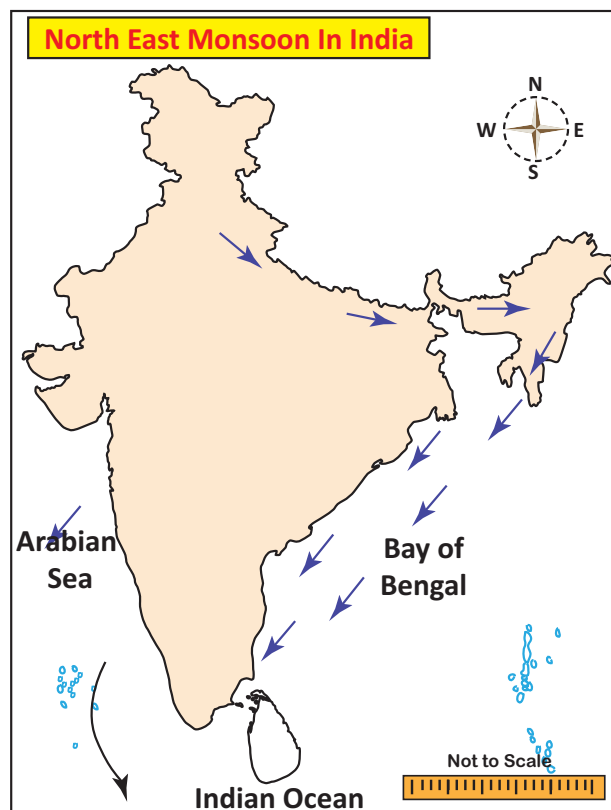 North East Monsoon In India
N
W
E
S
Arabian
Sea
Bay of
Bengal
Not to Scale
Indian Ocean